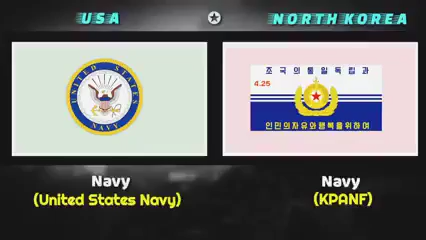 USA
NORTH KOREA
UNITED STATES
NAVY
조국의통일독립과
4.25
인민의자유와행복을위하여
Navy
(United States Navy)
Navy
(KPANF)